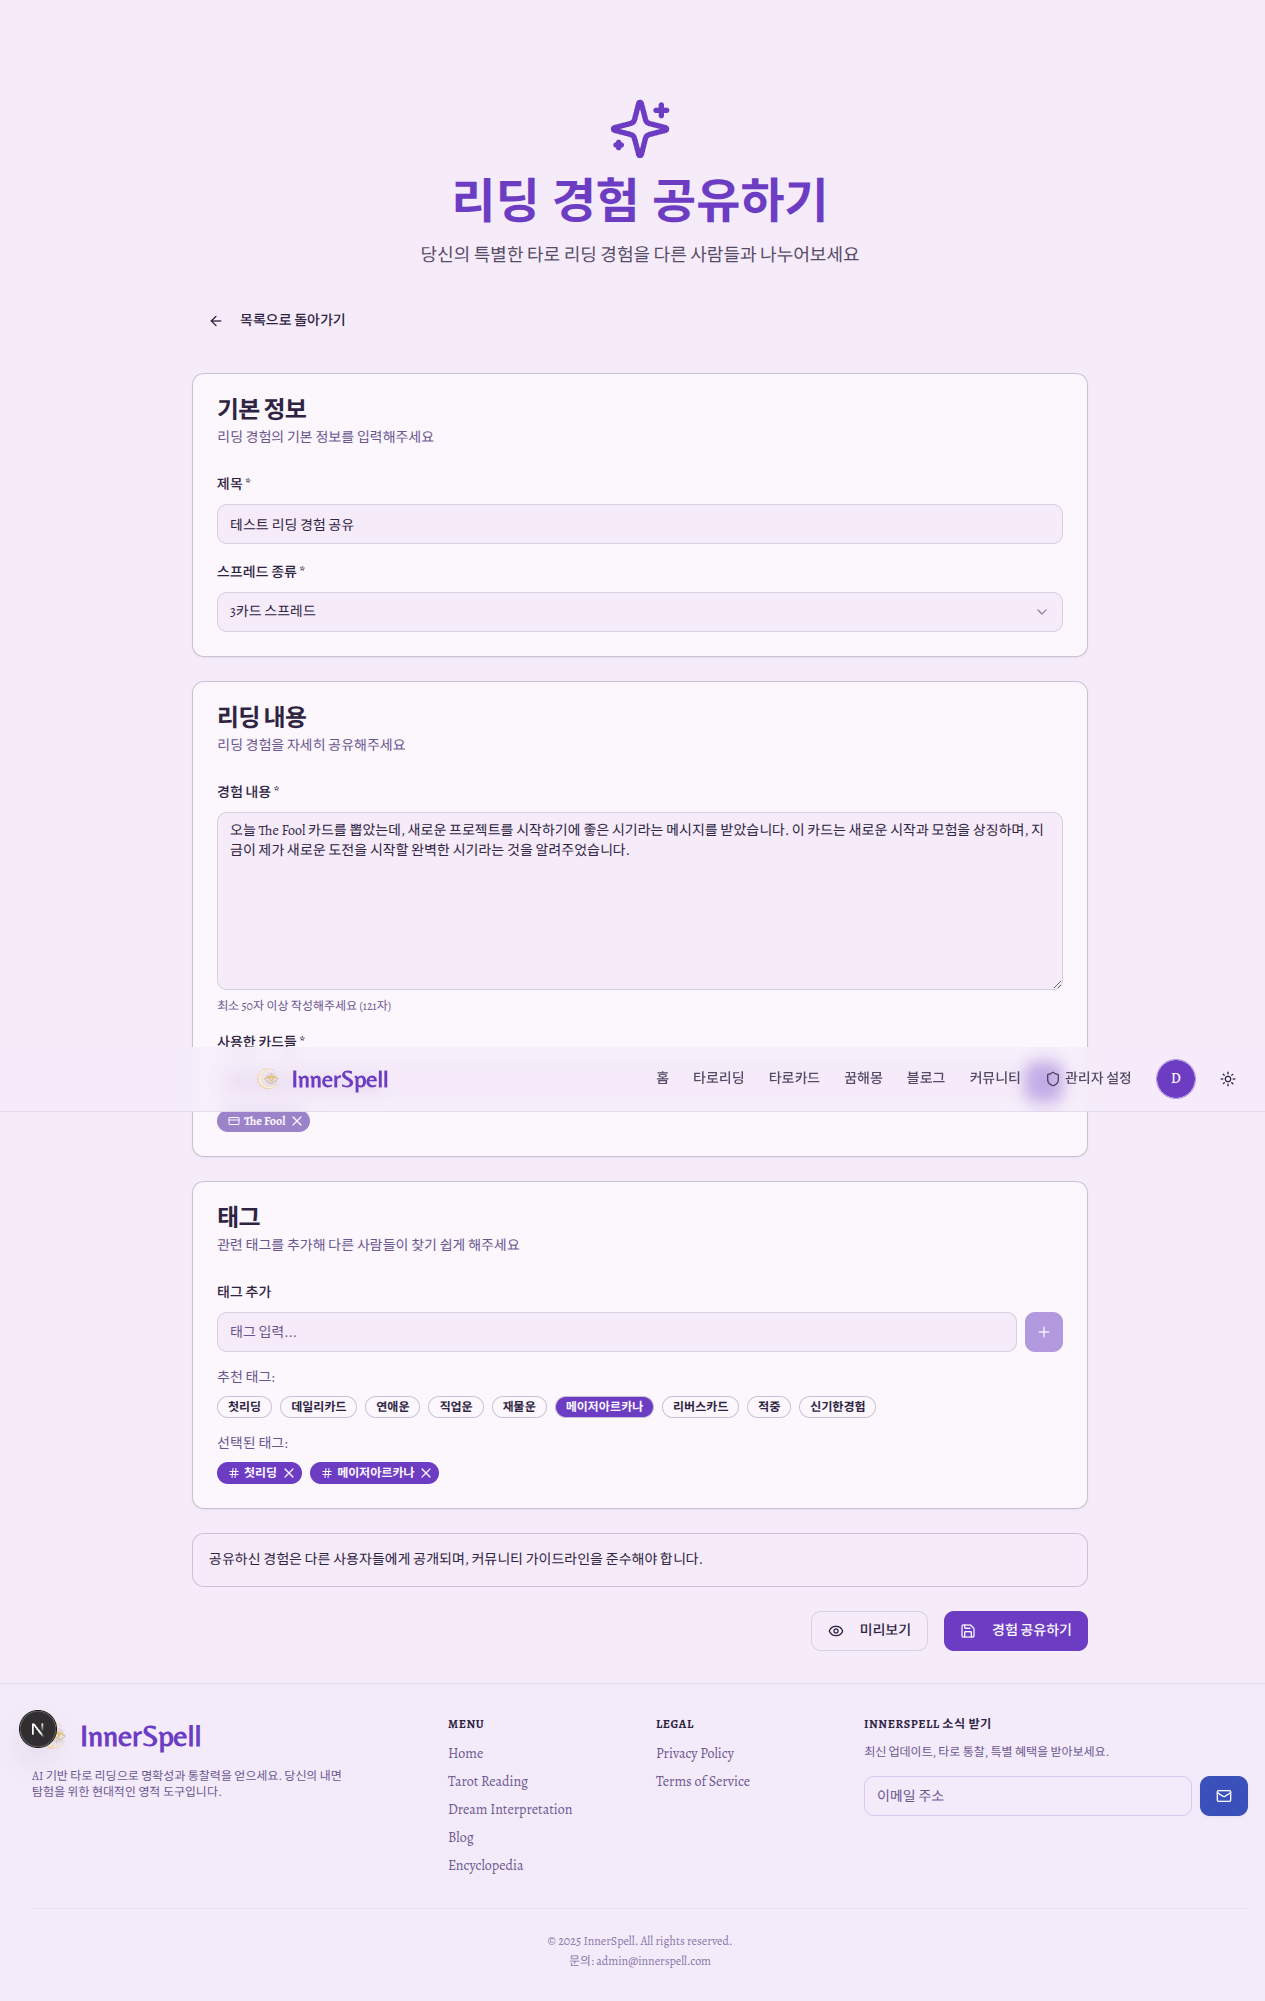 리딩 경험 공유하기
당신의 특별한 타로 리딩 경험을 다른 사람들과 나누어보세요
목록으로 돌아가기
기본 정보
리딩 경험의 기본 정보를 입력해주세요
제목 *
테스트 리딩 경험 공유
스프레드 종류 *
3카드 스프레드
리딩 내용
리딩 경험을 자세히 공유해주세요
경험 내용 *
오늘 The Fool 카드를 뽑았는데, 새로운 프로젝트를 시작하기에 좋은 시기라는 메시지를 받았습니다. 이 카드는 새로운 시작과 모험을 상징하며, 지
금이 제가 새로운 도전을 시작할 완벽한 시기라는 것을 알려주었습니다.
최소 50자 이상 작성해주세요 (121자)
사용한 카드들 *
InnerSpell 홈 타로리딩 타로카드 꿈해몽 블로그 커뮤니티 관리자 설정 D
The Fool
태그
관련 태그를 추가해 다른 사람들이 찾기 쉽게 해주세요
태그 추가
태그 입력...
추천 태그:
첫리딩 데일리카드 연애운 직업운 재물운 메이저아르카나 리버스카드 적중 신기한경험
선택된 태그:
# 첫리딩 # 메이저아르카나
공유하신 경험은 다른 사용자들에게 공개되며, 커뮤니티 가이드라인을 준수해야 합니다.
미리보기 경험 공유하기
N InnerSpell
AI 기반 타로 리딩으로 명확성과 통찰력을 얻으세요. 당신의 내면
탐험을 위한 현대적인 영적 도구입니다.
MENU
Home
Tarot Reading
Dream Interpretation
Blog
Encyclopedia
LEGAL
Privacy Policy
Terms of Service
INNERSPELL 소식 받기
최신 업데이트, 타로 통찰, 특별 혜택을 받아보세요.
이메일 주소
© 2025 InnerSpell. All rights reserved.
문의: admin@innerspell.com